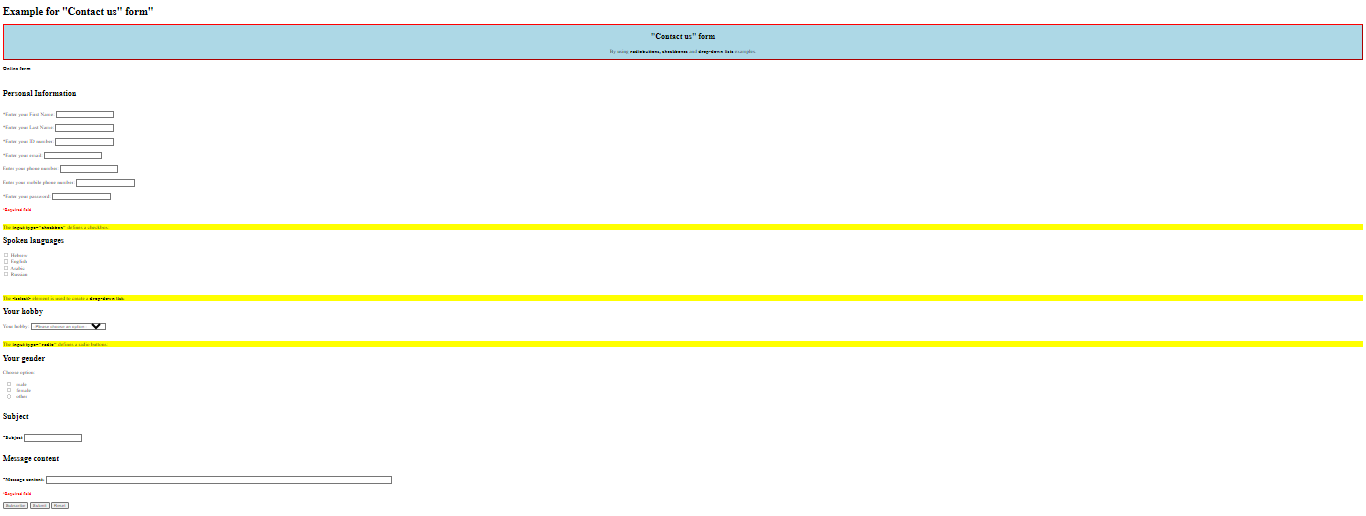 Example for "Contact us" form"
"Contact us" form
By using radiobuttons, checkboxes and drop-down lists examples.
Online form
Personal Information
*Enter your First Name:
*Enter your Last Name:
*Enter your ID number:
*Enter your email:
Enter your phone number:
Enter your mobile phone number:
*Enter your password:
*Required field
The input type="checkbox" defines a checkbox.
Spoken languages
Hebrew
English
Arabic
Russian
The <select> element is used to create a drop-down list.
Your hobby
Your hobby: Please choose an option
The input type="radio" defines a radio button.
Your gender
Choose option:
male
female
other
Subject
*Subject
Message content
*Message content:
*Required field
Subscribe Submit Reset